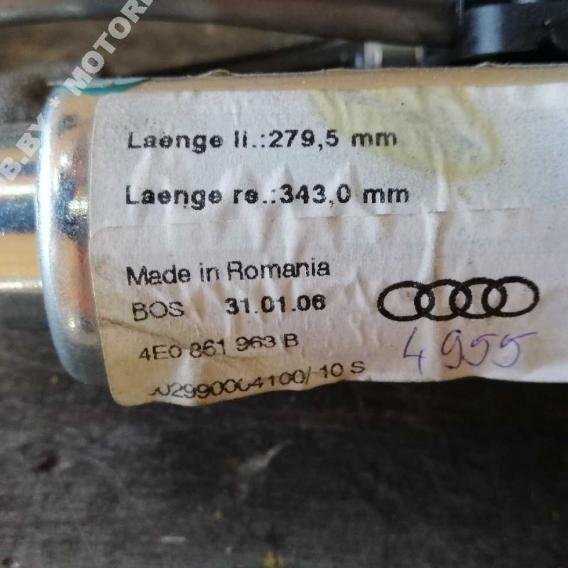 Laenge li.:279,5 mm
Laenge re.:343,0 mm
Made in Romania
BOS 31.01.06
4E0 861 963 B
4955